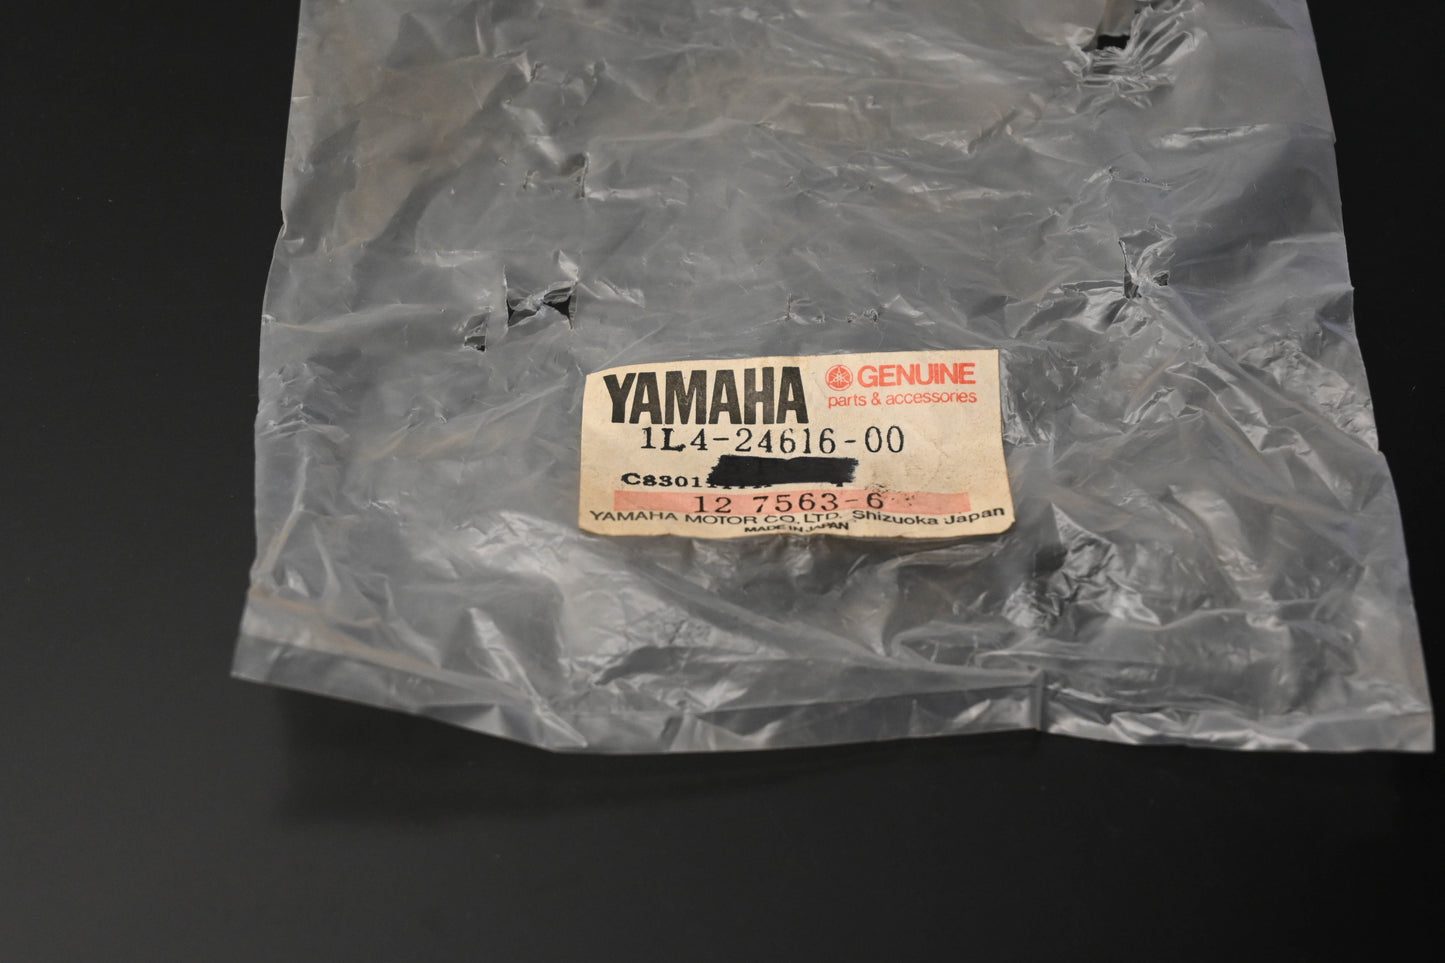 YAMAHA GENUINE
parts & accessories
1L4-24616-00
C8301
12 7563-6
YAMAHA MOTOR CO.,LTD. Shizuoka Japan
MADE IN JAPAN